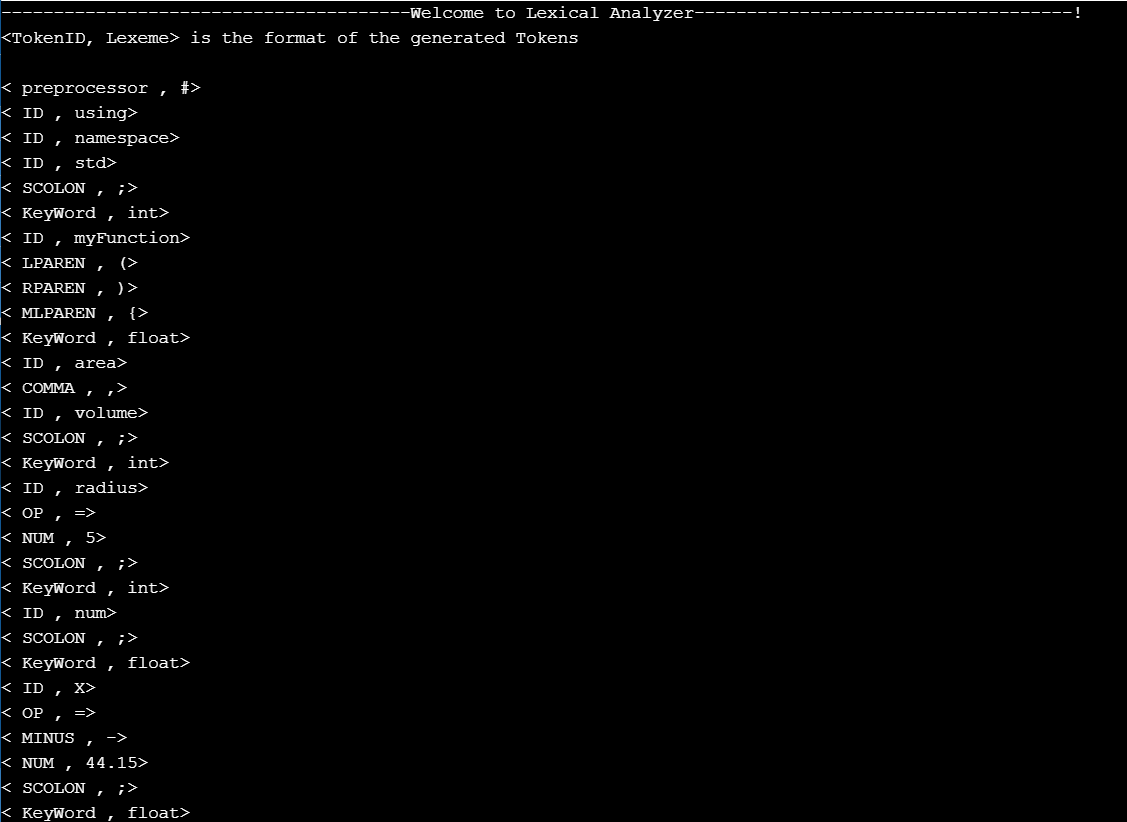 ---------------------------------------Welcome to Lexical Analyzer------------------------------------!
<TokenID, Lexeme> is the format of the generated Tokens
< preprocessor , #>
< ID , using>
< ID , namespace>
< ID , std>
< SCOLON , ;>
< KeyWord , int>
< ID , myFunction>
< LPAREN , (>
< RPAREN , )>
< MLPAREN , {>
< KeyWord , float>
< ID , area>
< COMMA , ,>
< ID , volume>
< SCOLON , ;>
< KeyWord , int>
< ID , radius>
< OP , =>
< NUM , 5>
< SCOLON , ;>
< KeyWord , int>
< ID , num>
< SCOLON , ;>
< KeyWord , float>
< ID , X>
< OP , =>
< MINUS , ->
< NUM , 44.15>
< SCOLON , ;>
< KeyWord , float>